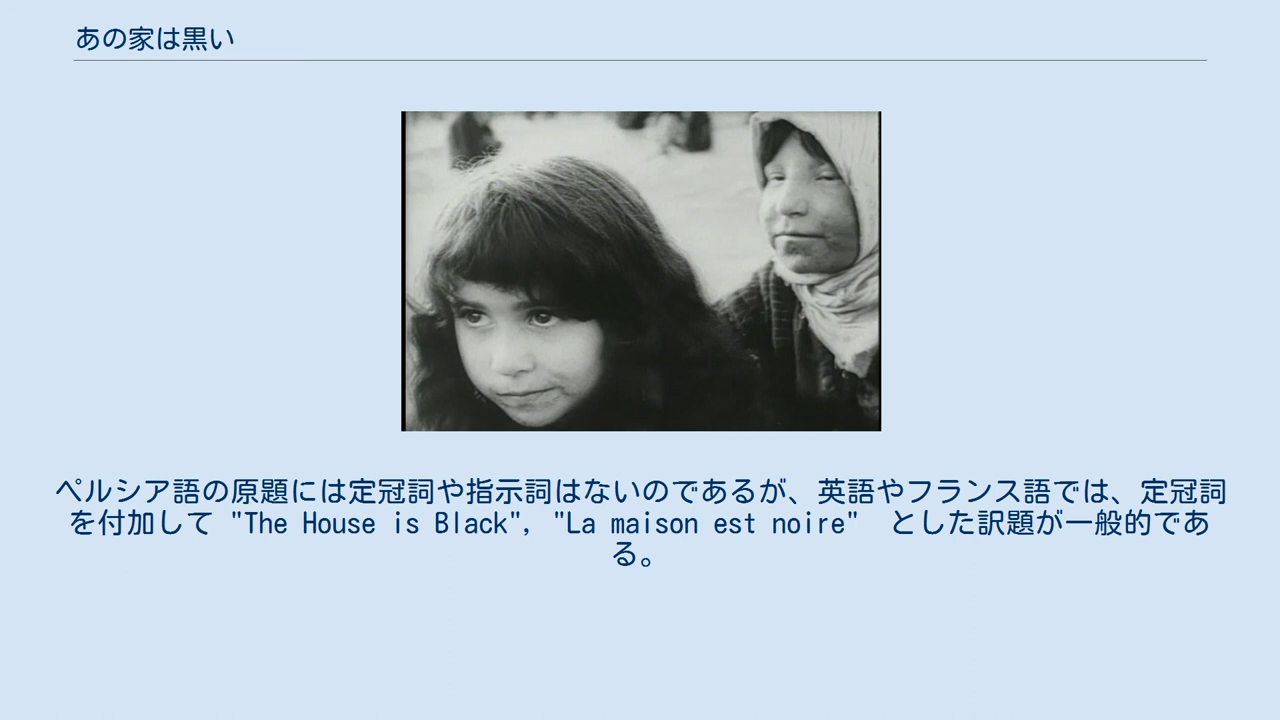 あの家は黒い
ペルシア語の原題には定冠詞や指示詞はないのであるが、英語やフランス語では、定冠詞
を付加して "The House is Black", "La maison est noire" とした訳題が一般的であ
る。